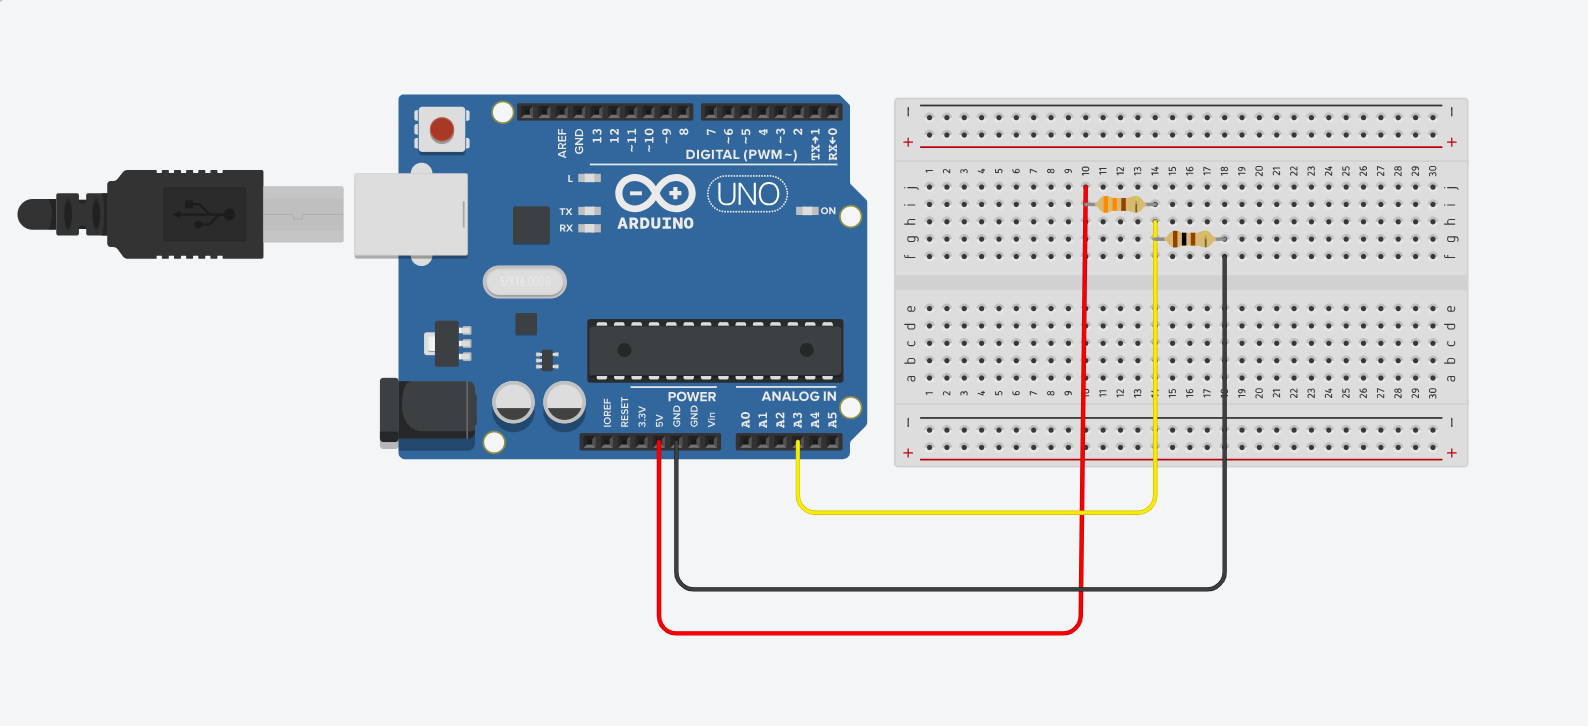 AREF
GND
13
12
~11
~10
~9
8
7
~6
~5
4
~3
2
TX→1
RX←0
DIGITAL (PWM~)
L
TX
RX
ARDUINO
UNO
ON
SPK16.000G
POWER
ANALOG IN
IOREF
RESET
3.3V
5V
GND
GND
Vin
A0
A1
A2
A3
A4
A5
− −
+ +
1 2 3 4 5 6 7 8 9 10 11 12 13 14 15 16 17 18 19 20 21 22 23 24 25 26 27 28 29 30
j j
i i
h h
g g
f f
e e
d d
c c
b b
a a
1 2 3 4 5 6 7 8 9 10 11 12 13 14 15 16 17 18 19 20 21 22 23 24 25 26 27 28 29 30
− −
+ +